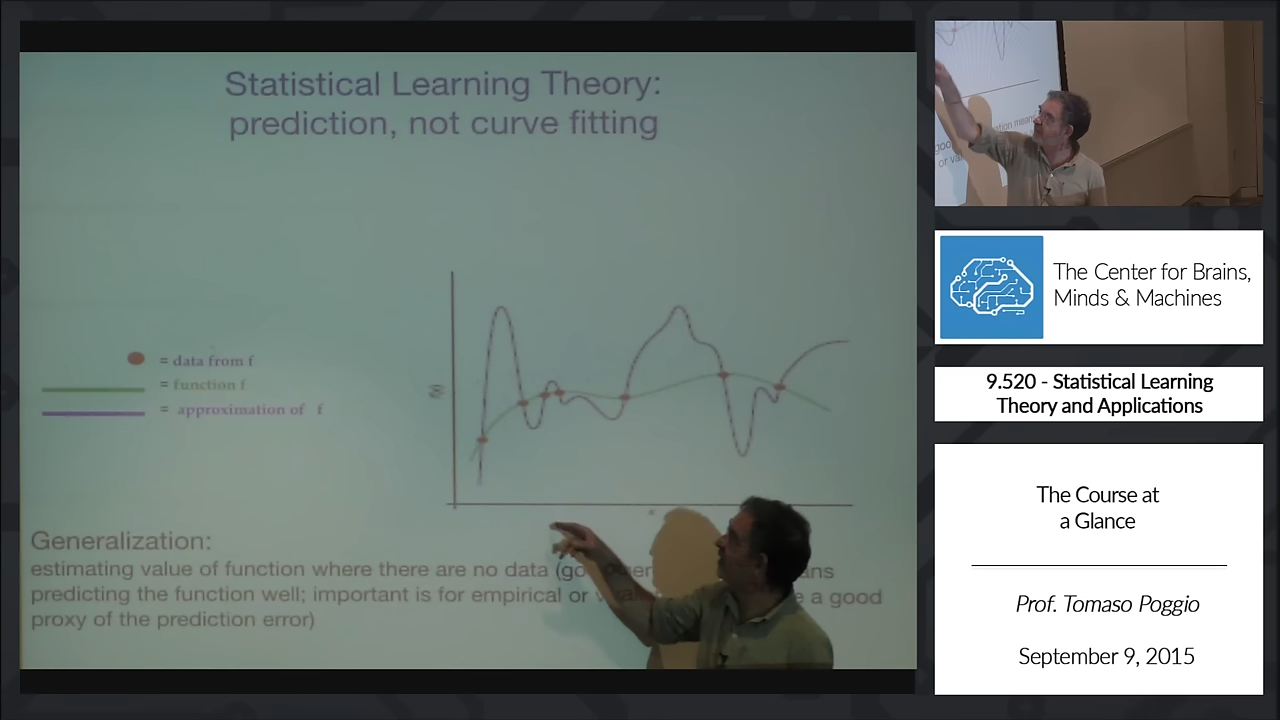 Statistical Learning Theory:
prediction, not curve fitting
= data from f
= function f
= approximation of f
Generalization:
estimating value of function where there are no data (go
predicting the function well; important is for empirical or
e a good
proxy of the prediction error)
The Center for Brains,
Minds & Machines
9.520 - Statistical Learning
Theory and Applications
The Course at
a Glance
Prof. Tomaso Poggio
September 9, 2015